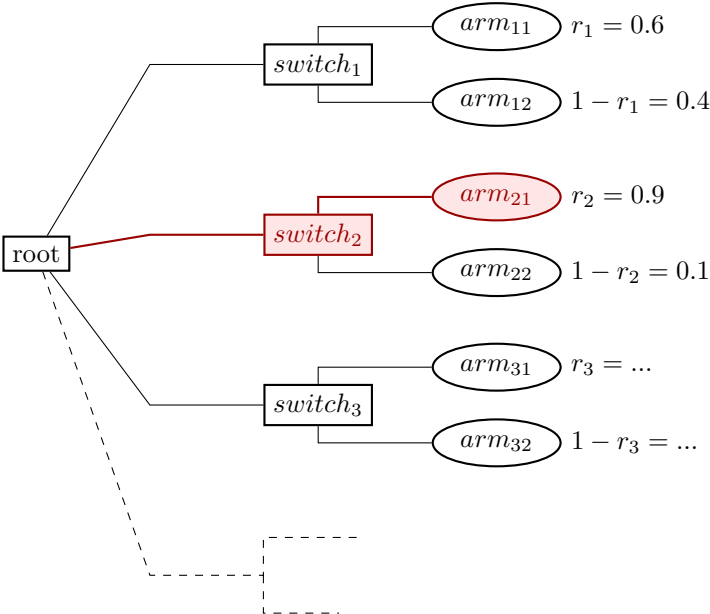 arm₁₁ r₁ = 0.6
switch₁
arm₁₂ 1 − r₁ = 0.4
arm₂₁ r₂ = 0.9
switch₂
root
arm₂₂ 1 − r₂ = 0.1
arm₃₁ r₃ = ...
switch₃
arm₃₂ 1 − r₃ = ...